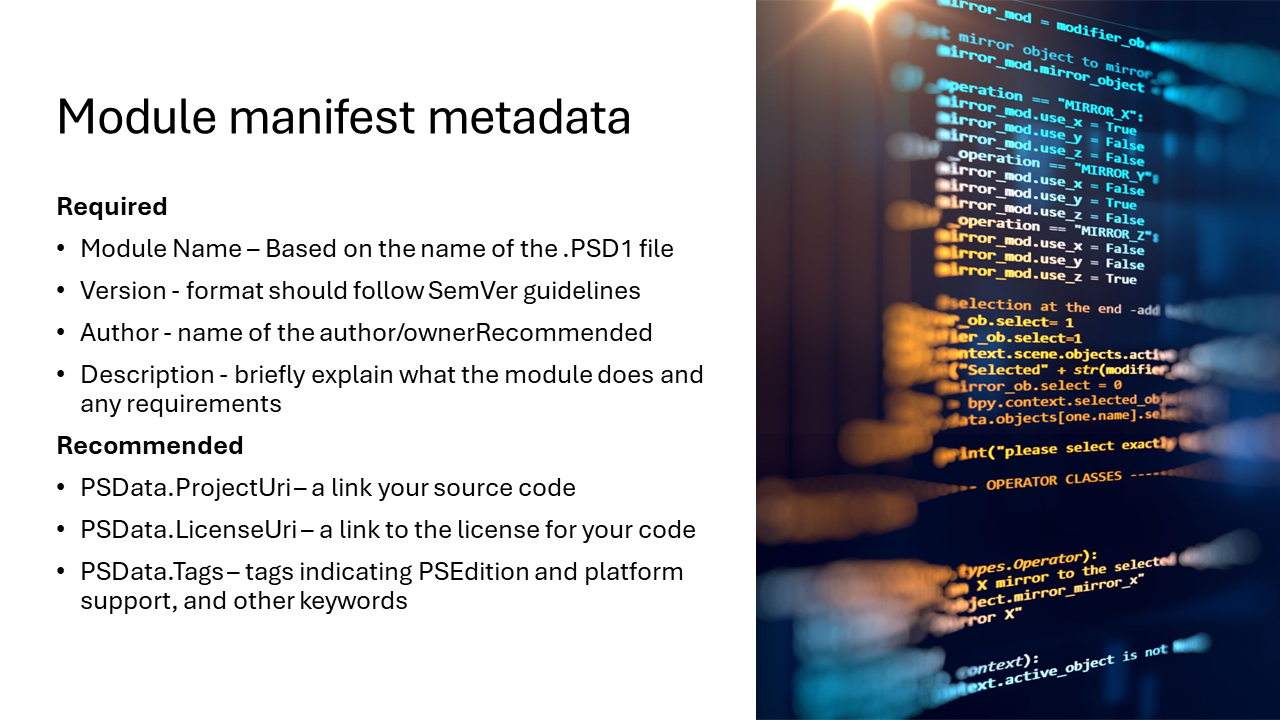 Module manifest metadata
Required
• Module Name – Based on the name of the .PSD1 file
• Version - format should follow SemVer guidelines
• Author - name of the author/ownerRecommended
• Description - briefly explain what the module does and
any requirements
Recommended
• PSData.ProjectUri – a link your source code
• PSData.LicenseUri – a link to the license for your code
• PSData.Tags – tags indicating PSEdition and platform
support, and other keywords
mirror_mod = modifier_ob.
mirror object to mirror
mirror_mod.mirror_object
operation == "MIRROR_X":
mirror_mod.use_x = True
mirror_mod.use_y = False
mirror_mod.use_z = False
_operation == "MIRROR_Y":
mirror_mod.use_x = False
mirror_mod.use_y = True
mirror_mod.use_z = False
_operation == "MIRROR_Z":
mirror_mod.use_x = False
mirror_mod.use_y = False
mirror_mod.use_z = True
selection at the end -add
_ob.select= 1
er_ob.select=1
ntext.scene.objects.active
("Selected" + str(modifier_
mirror_ob.select = 0
= bpy.context.selected_obj
data.objects[one.name].sel
print("please select exactly
-- OPERATOR CLASSES ----
types.Operator):
X mirror to the selected
ject.mirror_mirror_x"
ror X"
context):
text.active_object is not